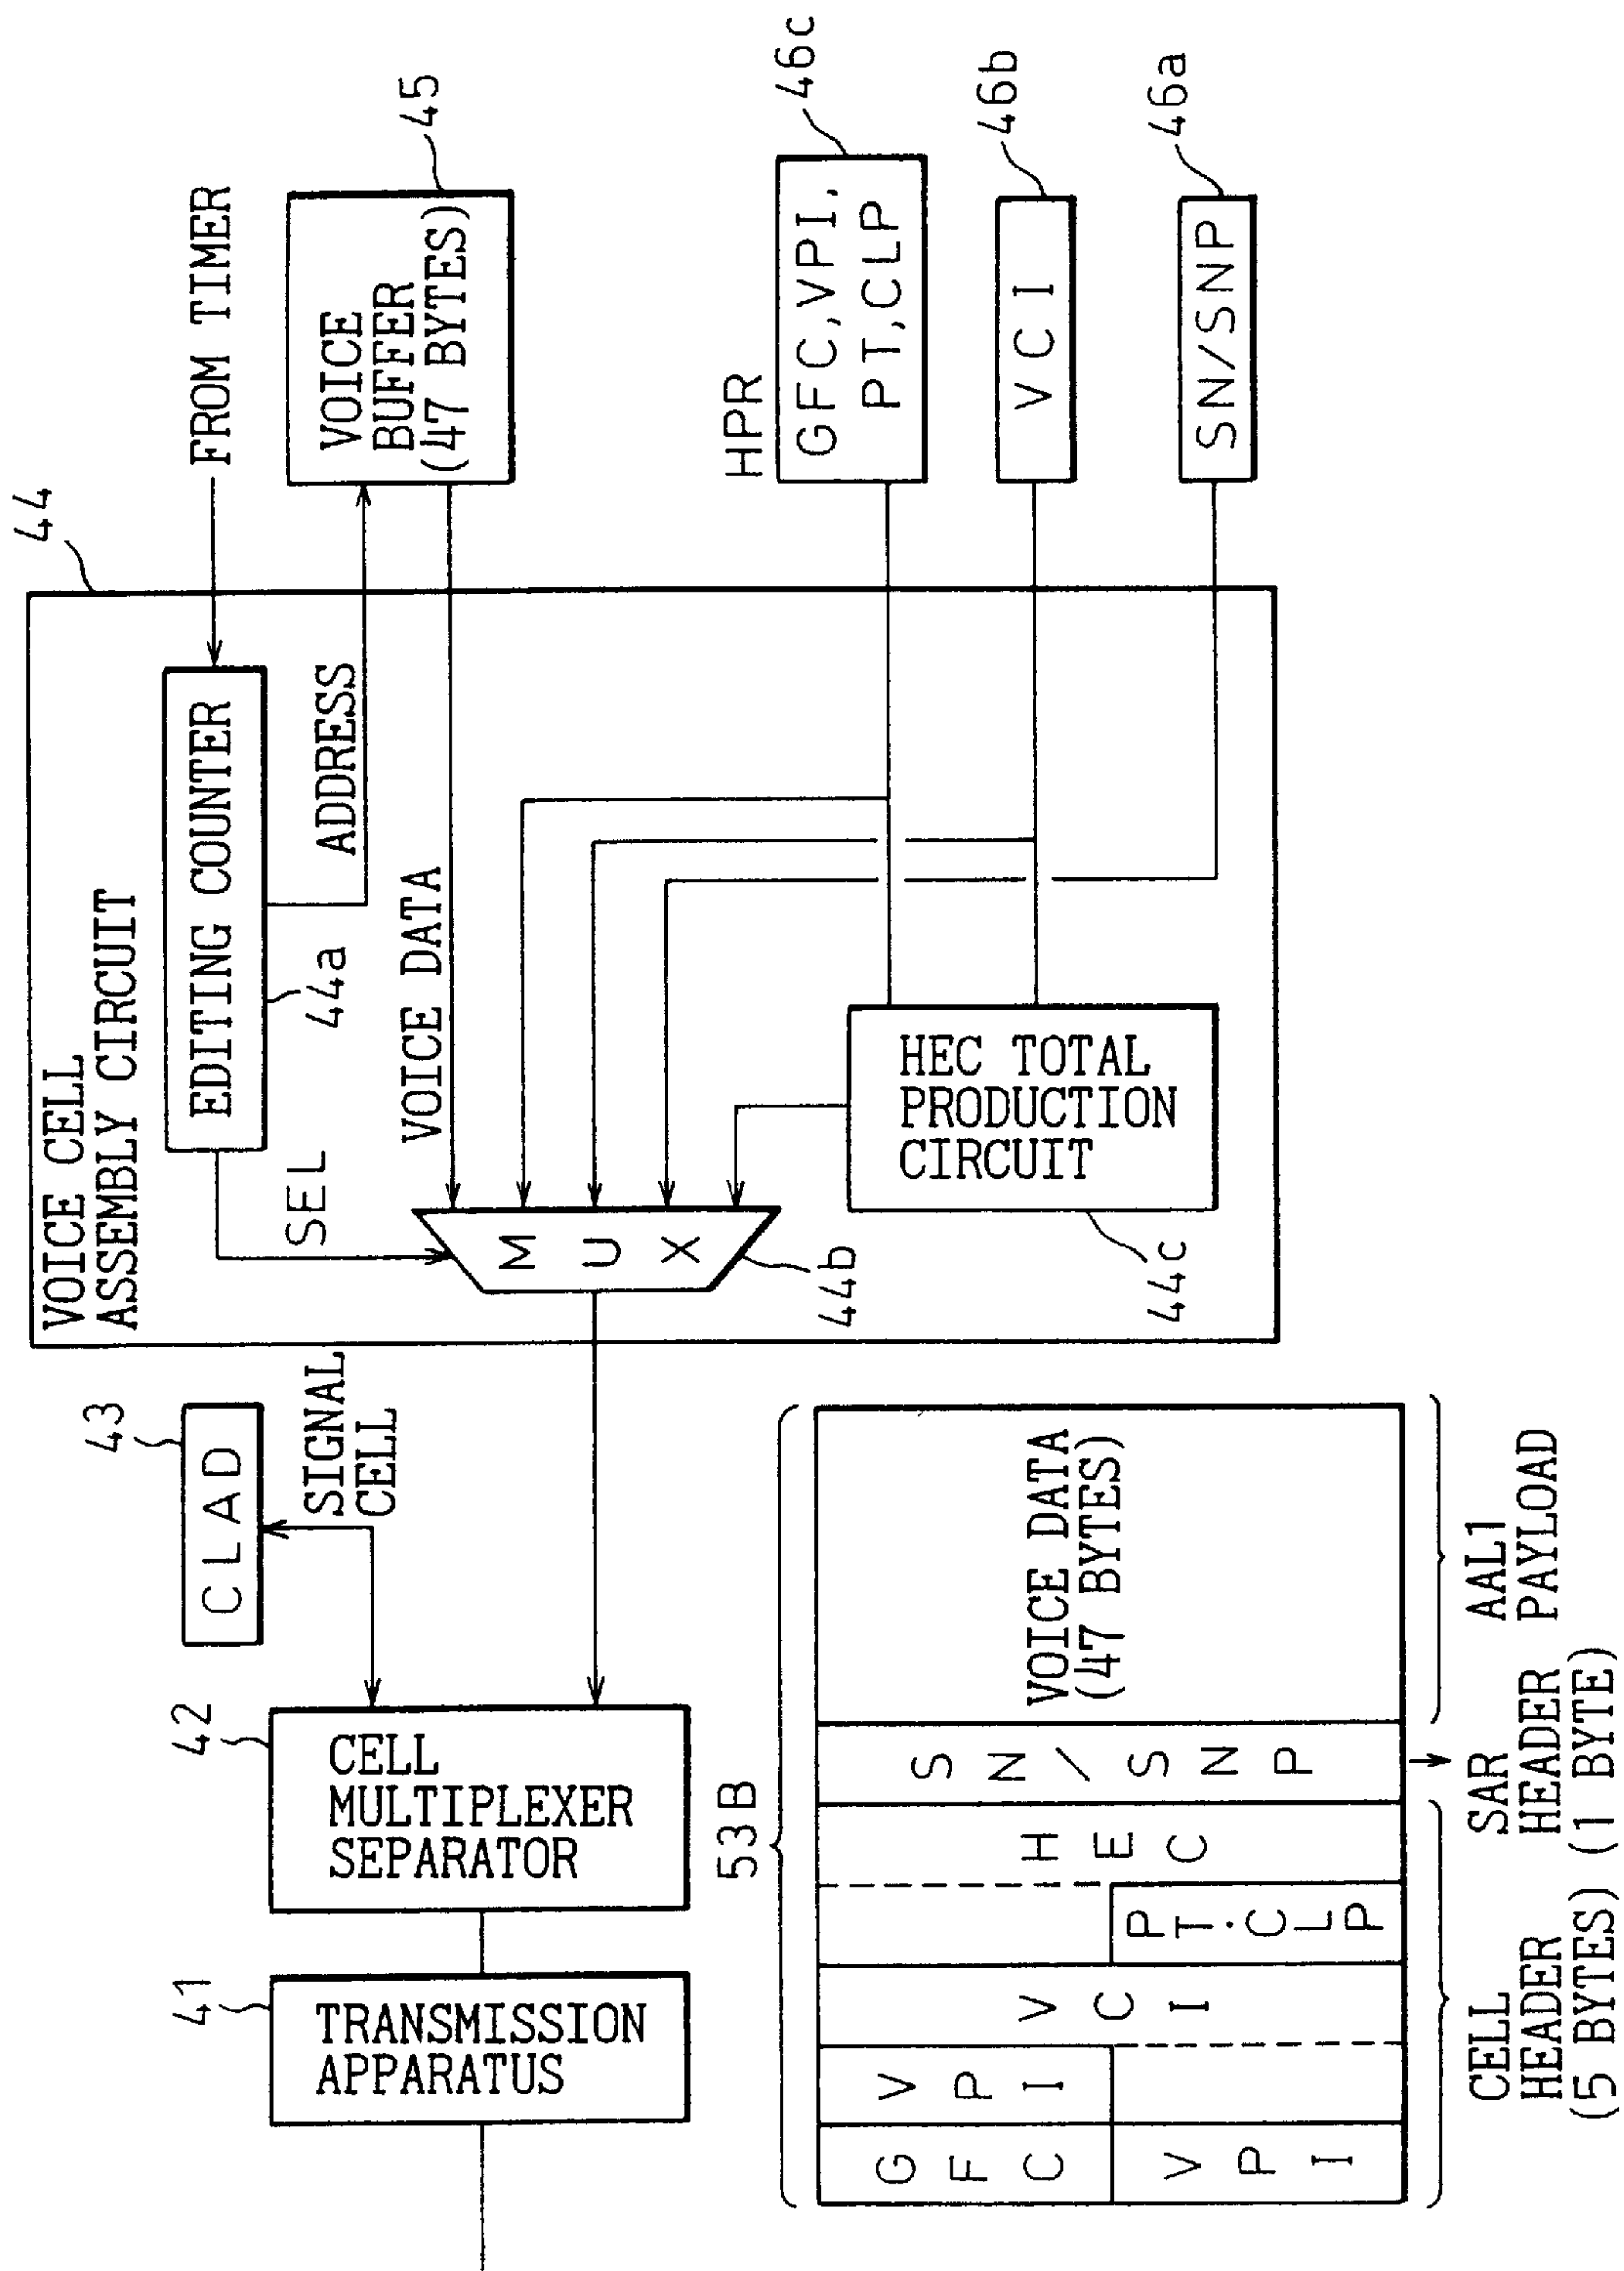 VOICE CELL
ASSEMBLY CIRCUIT
44
EDITING COUNTER
44a
FROM TIMER
ADDRESS
SEL
VOICE DATA
VOICE
BUFFER
(47 BYTES)
45
HPR
GFC,VPI,
PT,CLP
46c
VCI
46b
SN/SNP
46a
MUX
44b
HEC TOTAL
PRODUCTION
CIRCUIT
44c
43
CLAD
SIGNAL
CELL
42
CELL
MULTIPLEXER
SEPARATOR
41
TRANSMISSION
APPARATUS
53B
GFC
VPI
VPI
VCI
PT·CLP
HEC
SN/SNP
VOICE DATA
(47 BYTES)
CELL
HEADER
(5 BYTES)
SAR
HEADER
(1 BYTE)
AAL1
PAYLOAD